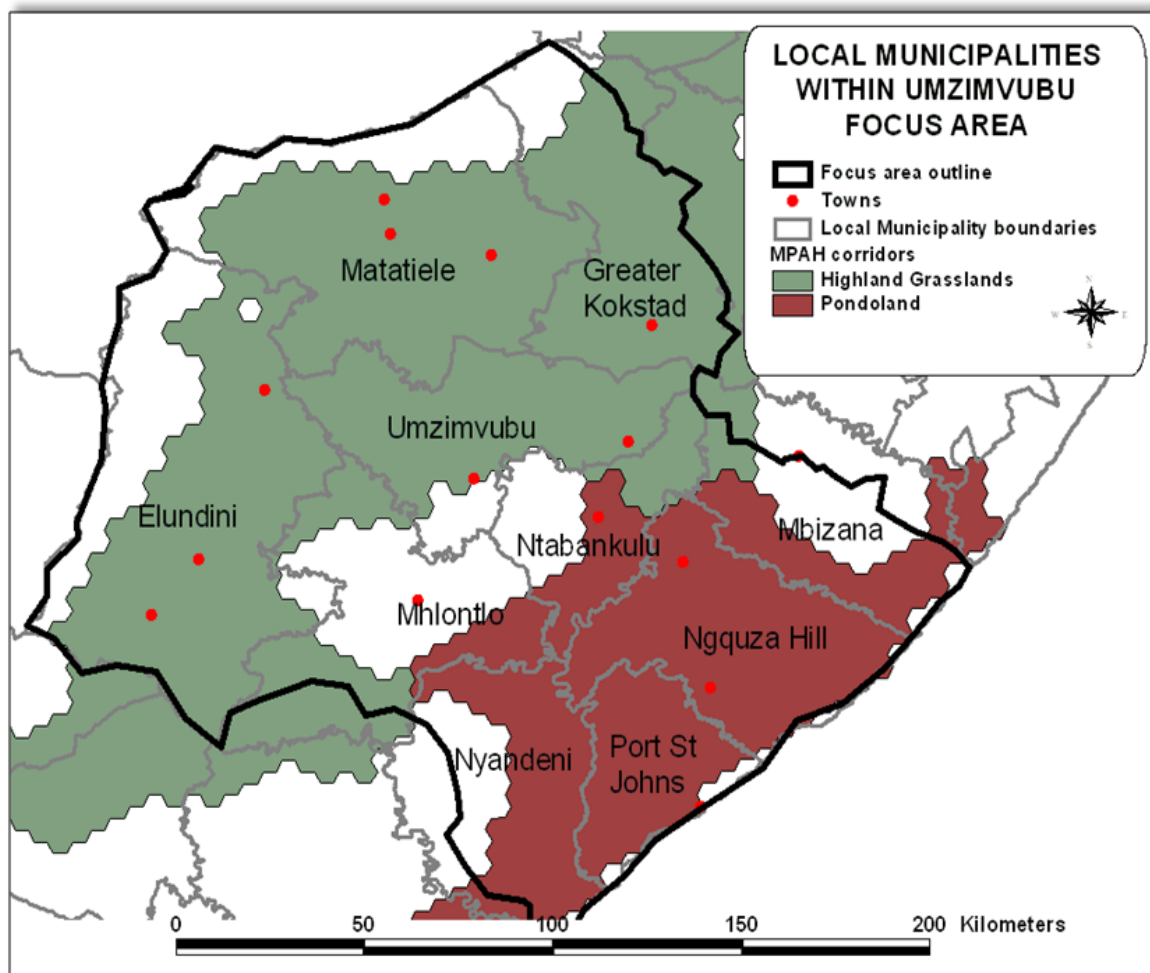 LOCAL MUNICIPALITIES
WITHIN UMZIMVUBU
FOCUS AREA
Focus area outline
Towns
Local Municipality boundaries
MPAH corridors
Highland Grasslands
Pondoland
N
W
E
S
Matatiele
Greater
Kokstad
Umzimvubu
Elundini
Ntabankulu
Mbizana
Mhlontlo
Ngquza Hill
Nyandeni
Port St
Johns
0 50 100 150 200 Kilometers